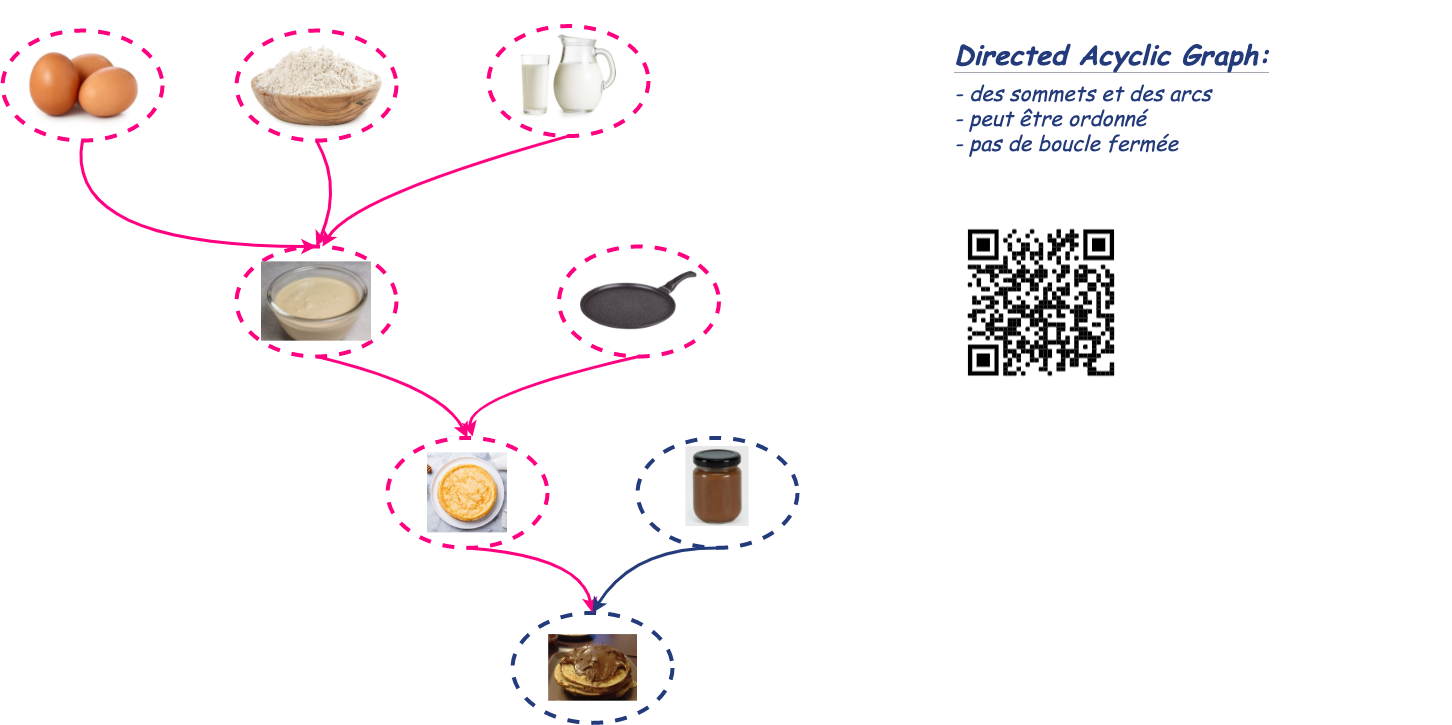 Directed Acyclic Graph:
- des sommets et des arcs
- peut être ordonné
- pas de boucle fermée